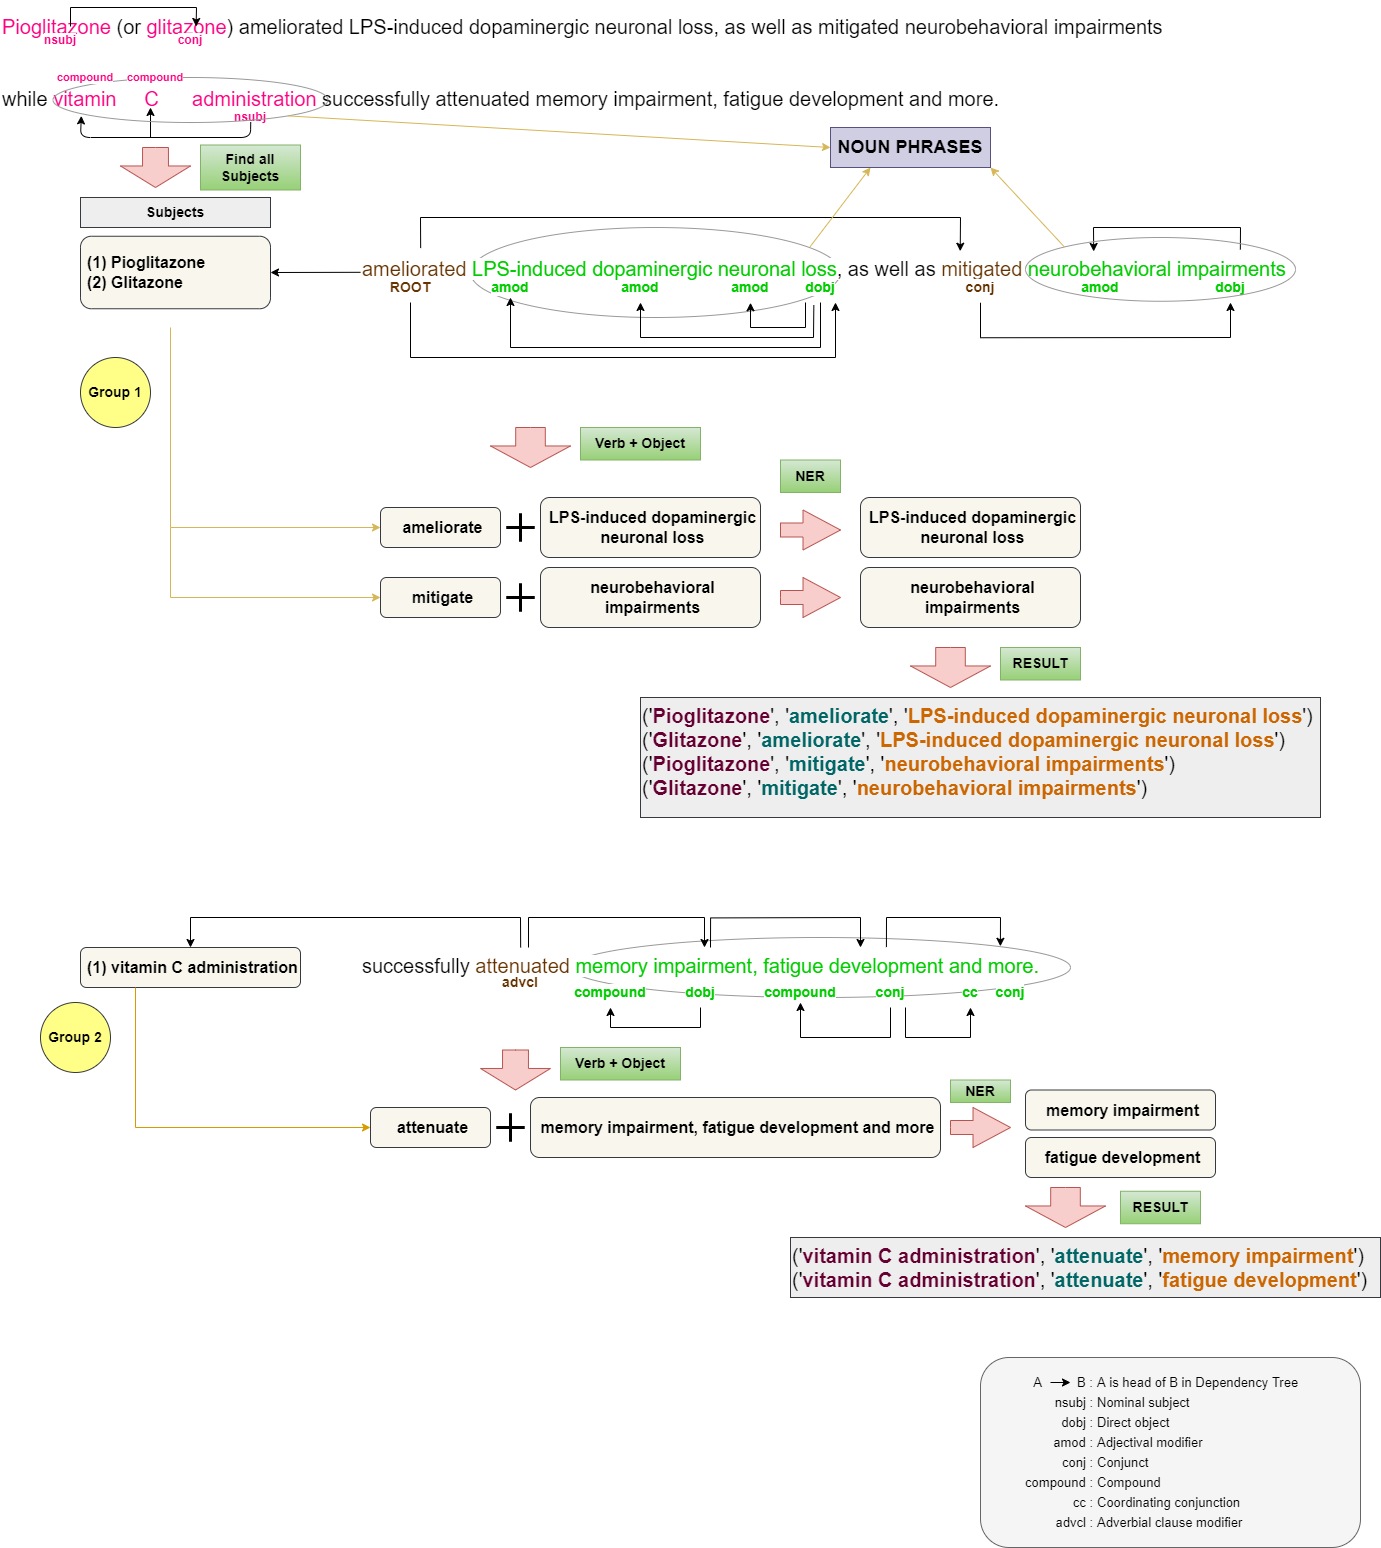 Pioglitazone (or glitazone) ameliorated LPS-induced dopaminergic neuronal loss, as well as mitigated neurobehavioral impairments
nsubj conj
compound compound
while vitamin C administration successfully attenuated memory impairment, fatigue development and more.
nsubj
NOUN PHRASES
Find all
Subjects
Subjects
(1) Pioglitazone
(2) Glitazone
ameliorated LPS-induced dopaminergic neuronal loss, as well as mitigated neurobehavioral impairments
ROOT amod amod amod dobj conj amod dobj
Group 1
Verb + Object
NER
ameliorate
LPS-induced dopaminergic
neuronal loss
LPS-induced dopaminergic
neuronal loss
mitigate
neurobehavioral
impairments
neurobehavioral
impairments
RESULT
('Pioglitazone', 'ameliorate', 'LPS-induced dopaminergic neuronal loss')
('Glitazone', 'ameliorate', 'LPS-induced dopaminergic neuronal loss')
('Pioglitazone', 'mitigate', 'neurobehavioral impairments')
('Glitazone', 'mitigate', 'neurobehavioral impairments')
(1) vitamin C administration
successfully attenuated memory impairment, fatigue development and more.
advcl compound dobj compound conj cc conj
Group 2
Verb + Object
NER
attenuate
memory impairment, fatigue development and more
memory impairment
fatigue development
RESULT
('vitamin C administration', 'attenuate', 'memory impairment')
('vitamin C administration', 'attenuate', 'fatigue development')
A B : A is head of B in Dependency Tree
nsubj : Nominal subject
dobj : Direct object
amod : Adjectival modifier
conj : Conjunct
compound : Compound
cc : Coordinating conjunction
advcl : Adverbial clause modifier